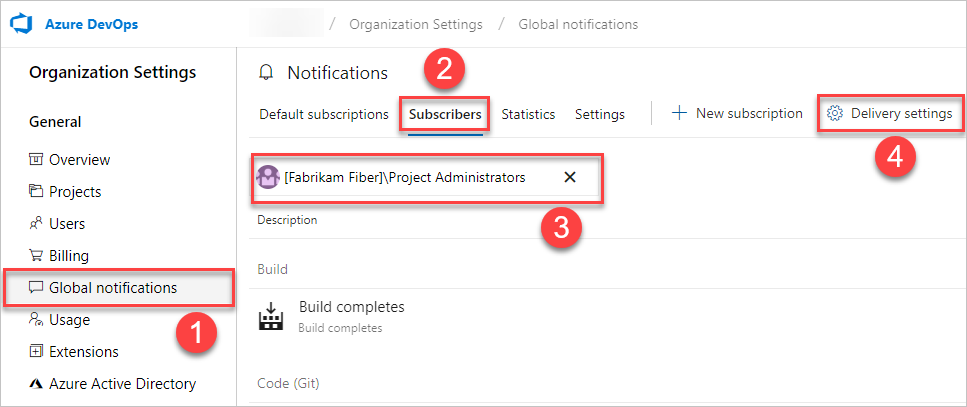 Azure DevOps / Organization Settings / Global notifications
Organization Settings
General
Overview
Projects
Users
Billing
Global notifications
1
Usage
Extensions
Azure Active Directory
Notifications
2
Default subscriptions Subscribers Statistics Settings New subscription Delivery settings
4
[Fabrikam Fiber]\Project Administrators
3
Description
Build
Build completes
Build completes
Code (Git)